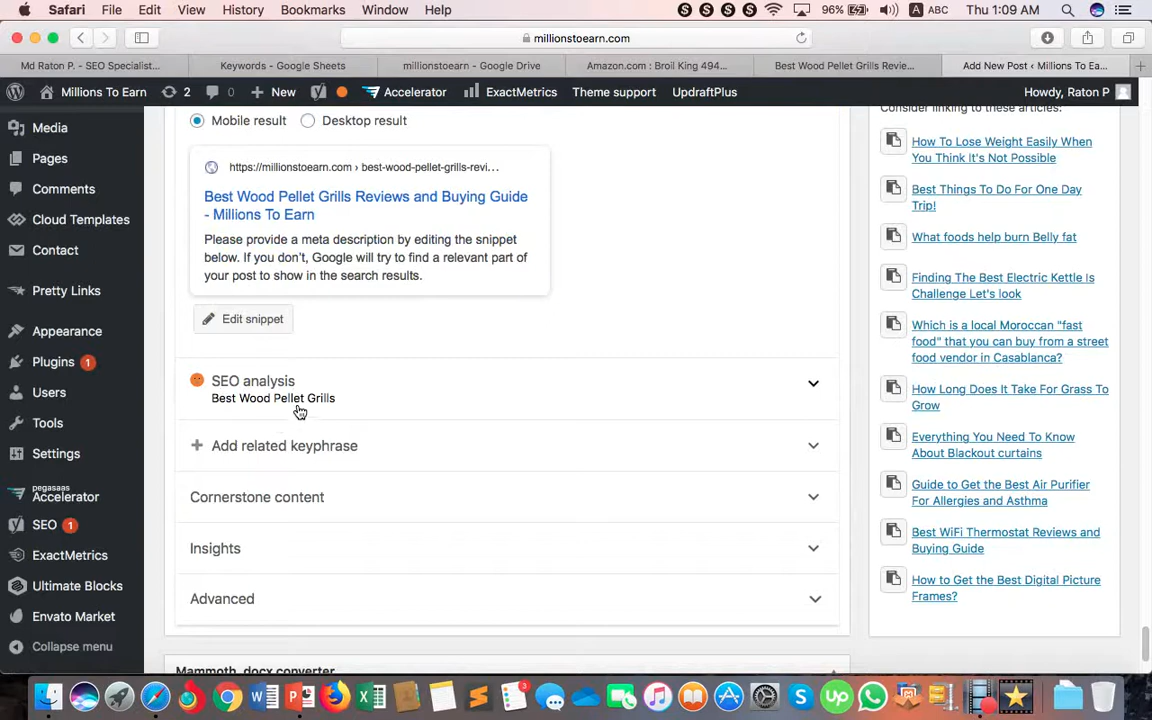 Safari File Edit View History Bookmarks Window Help 96% A ABC Thu 1:09 AM
millionstoearn.com
Md Raton P. - SEO Specialist... Keywords - Google Sheets millionstoearn - Google Drive Amazon.com : Broil King 494... Best Wood Pellet Grills Revie... Add New Post ‹ Millions To Ea...
Millions To Earn 2 0 New Accelerator ExactMetrics Theme support UpdraftPlus Howdy, Raton P
Media
Pages
Comments
Cloud Templates
Contact
Pretty Links
Appearance
Plugins 1
Users
Tools
Settings
pegasaas
Accelerator
SEO 1
ExactMetrics
Ultimate Blocks
Envato Market
Collapse menu
Mobile result Desktop result
https://millionstoearn.com › best-wood-pellet-grills-revi...
Best Wood Pellet Grills Reviews and Buying Guide
- Millions To Earn
Please provide a meta description by editing the snippet
below. If you don't, Google will try to find a relevant part of
your post to show in the search results.
Edit snippet
SEO analysis
Best Wood Pellet Grills
Add related keyphrase
Cornerstone content
Insights
Advanced
Mammoth .docx converter
Consider linking to these articles:
How To Lose Weight Easily When
You Think It's Not Possible
Best Things To Do For One Day
Trip!
What foods help burn Belly fat
Finding The Best Electric Kettle Is
Challenge Let's look
Which is a local Moroccan "fast
food" that you can buy from a street
food vendor in Casablanca?
How Long Does It Take For Grass To
Grow
Everything You Need To Know
About Blackout curtains
Guide to Get the Best Air Purifier
For Allergies and Asthma
Best WiFi Thermostat Reviews and
Buying Guide
How to Get the Best Digital Picture
Frames?
3